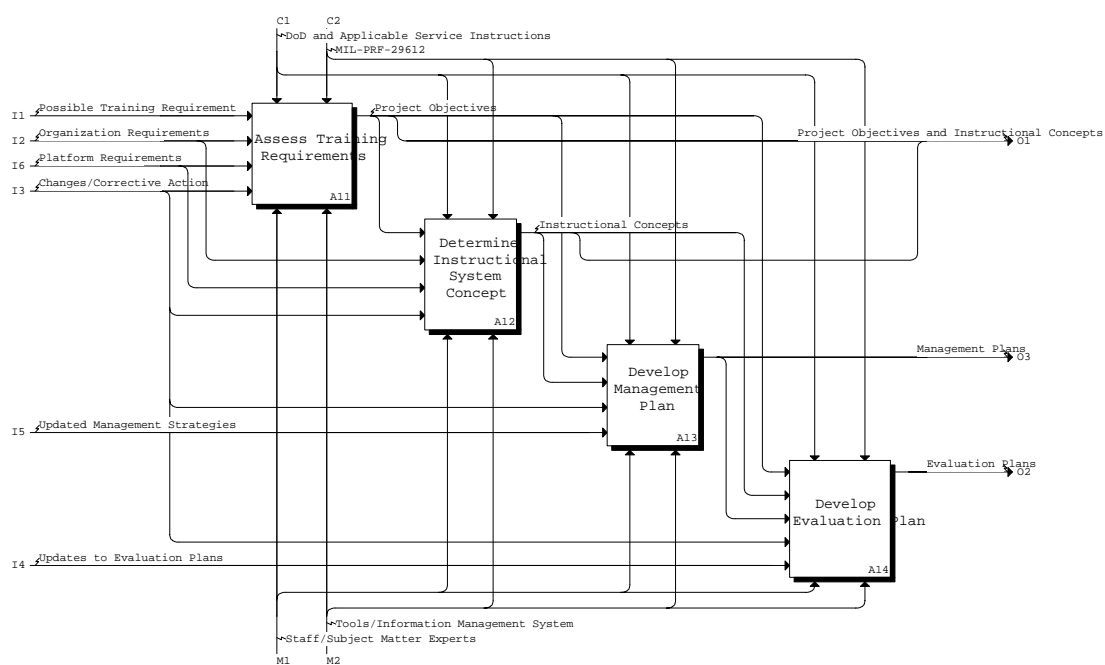 C1 C2
DoD and Applicable Service Instructions
MIL-PRF-29612
I1 Possible Training Requirement
Project Objectives
I2 Organization Requirements
Project Objectives and Instructional Concepts
O1
Assess Training
Requirements
I6 Platform Requirements
I3 Changes/Corrective Action
A11
Instructional Concepts
Determine
Instructional
System
Concept
A12
Management Plans
O3
Develop
Management
Plan
A13
I5 Updated Management Strategies
Evaluation Plans
O2
Develop
Evaluation Plan
A14
I4 Updates to Evaluation Plans
Tools/Information Management System
Staff/Subject Matter Experts
M1 M2